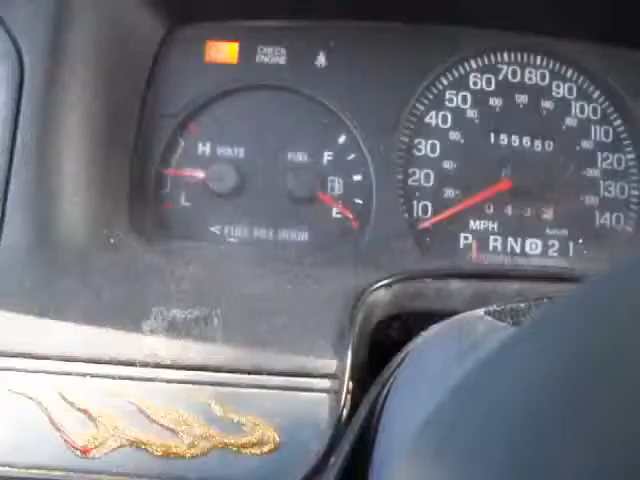 CHECK
ENGINE
H VOLTS
L
FUEL F
E
< FUEL FILL DOOR
10 20 30 40 50 60 70 80 90 100 110 120 130 140
155650
MPH
P RN D 2 1